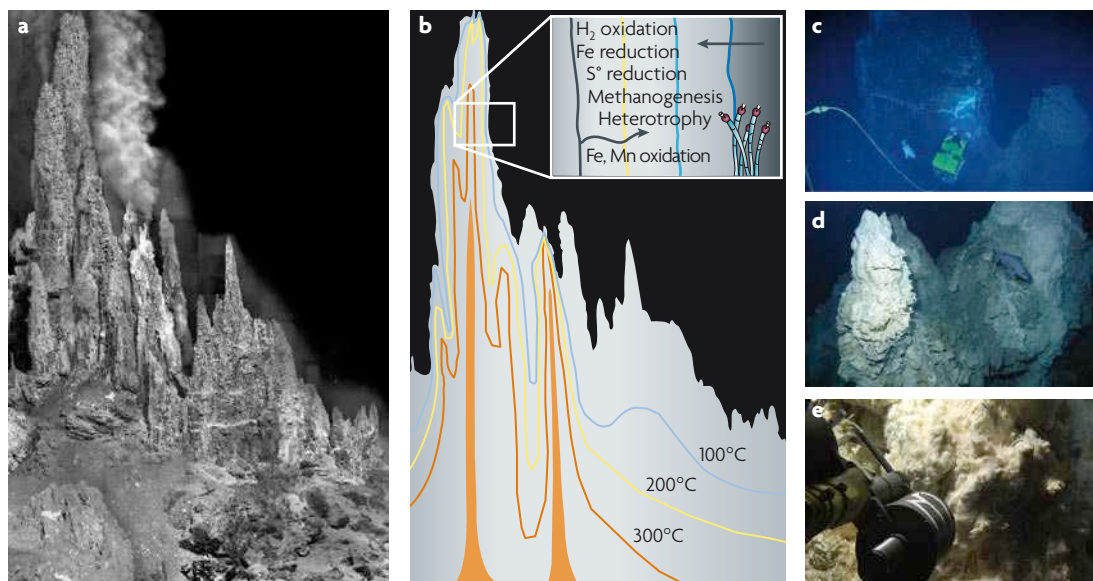 a
b
H₂ oxidation
Fe reduction
S° reduction
Methanogenesis
Heterotrophy
Fe, Mn oxidation
100°C
200°C
300°C
c
d
e